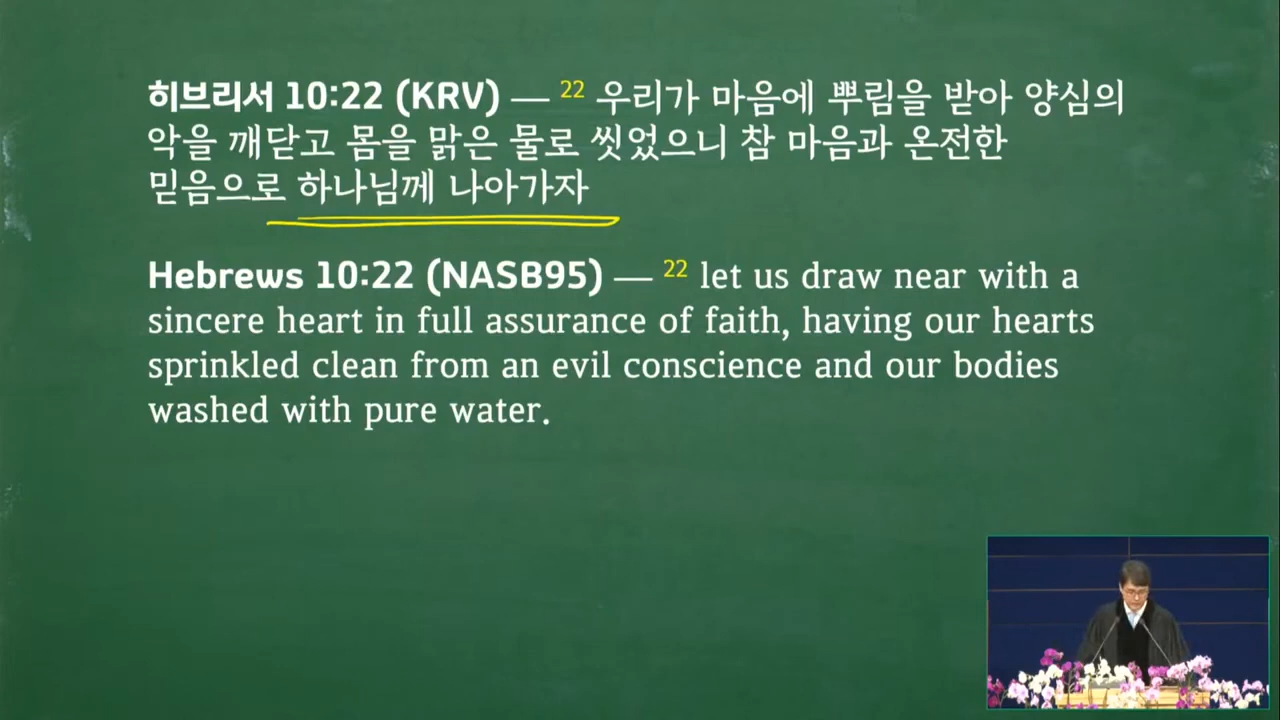 히브리서 10:22 (KRV) — 22 우리가 마음에 뿌림을 받아 양심의
악을 깨닫고 몸을 맑은 물로 씻었으니 참 마음과 온전한
믿음으로 하나님께 나아가자
Hebrews 10:22 (NASB95) — 22 let us draw near with a
sincere heart in full assurance of faith, having our hearts
sprinkled clean from an evil conscience and our bodies
washed with pure water.